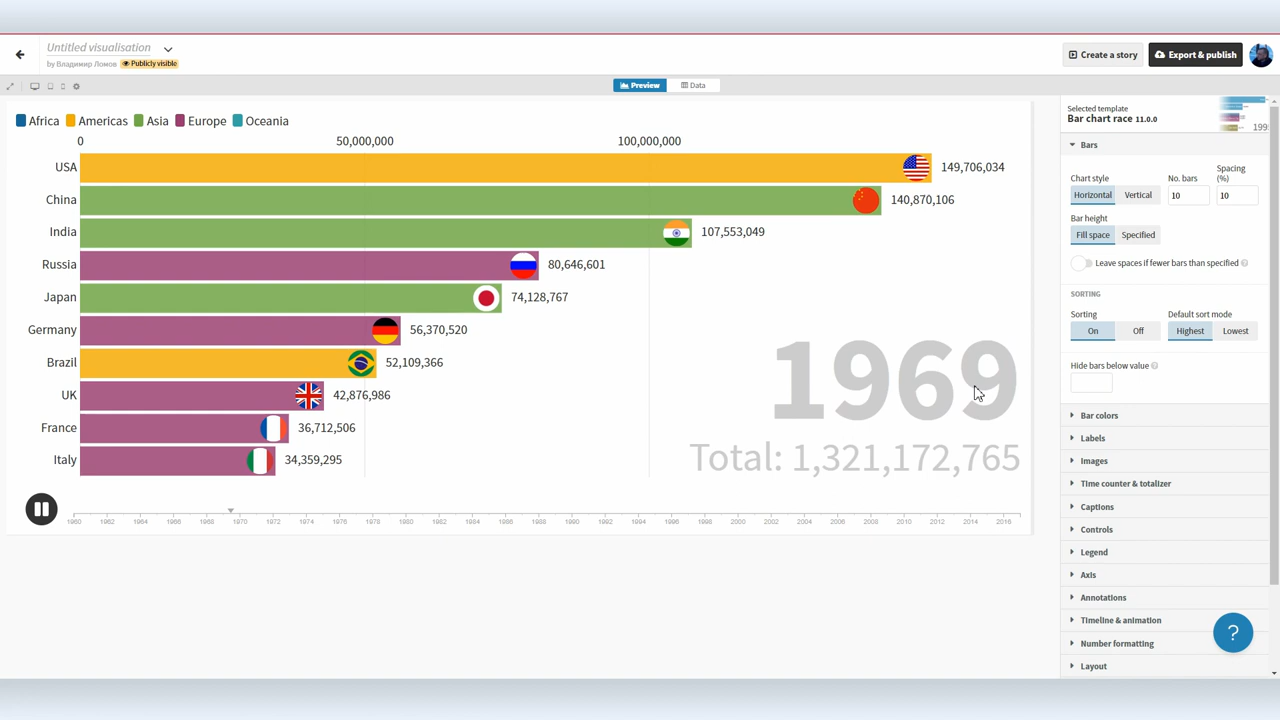 Untitled visualisation
by Владимир Ломов Publicly visible
Create a story
Export & publish
Preview
Data
Africa Americas Asia Europe Oceania
0 50,000,000 100,000,000
USA 149,706,034
China 140,870,106
India 107,553,049
Russia 80,646,601
Japan 74,128,767
Germany 56,370,520
Brazil 52,109,366
UK 42,876,986
France 36,712,506
Italy 34,359,295
1969
Total: 1,321,172,765
1960 1962 1964 1966 1968 1970 1972 1974 1976 1978 1980 1982 1984 1986 1988 1990 1992 1994 1996 1998 2000 2002 2004 2006 2008 2010 2012 2014 2016
Selected template
Bar chart race 11.0.0
199
Bars
Chart style No. bars Spacing (%)
Horizontal Vertical 10 10
Bar height
Fill space Specified
Leave spaces if fewer bars than specified ?
SORTING
Sorting Default sort mode
On Off Highest Lowest
Hide bars below value ?
Bar colors
Labels
Images
Time counter & totalizer
Captions
Controls
Legend
Axis
Annotations
Timeline & animation
Number formatting
Layout
?